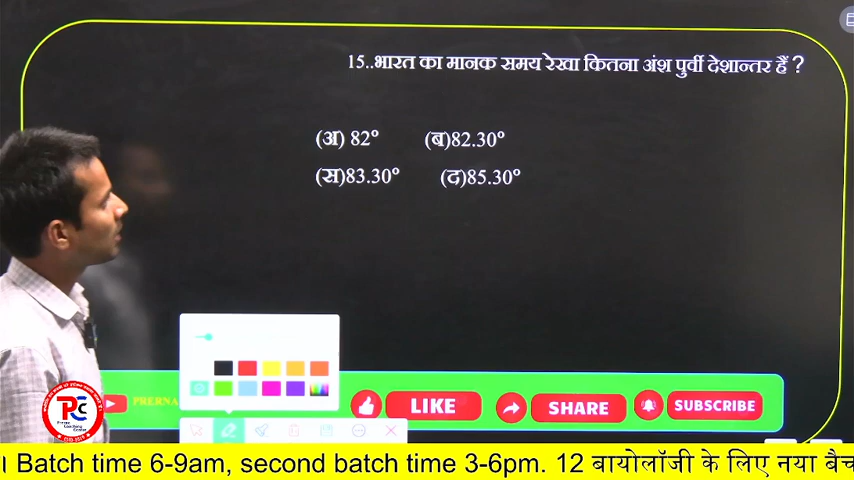 15..भारत का मानक समय रेखा कितना अंश पुर्वी देशान्तर हैं ?
(अ) 82° (ब)82.30°
(स)83.30° (द)85.30°
PRERNA
LIKE
SHARE
SUBSCRIBE
। Batch time 6-9am, second batch time 3-6pm. 12 बायोलॉजी के लिए नया बैच